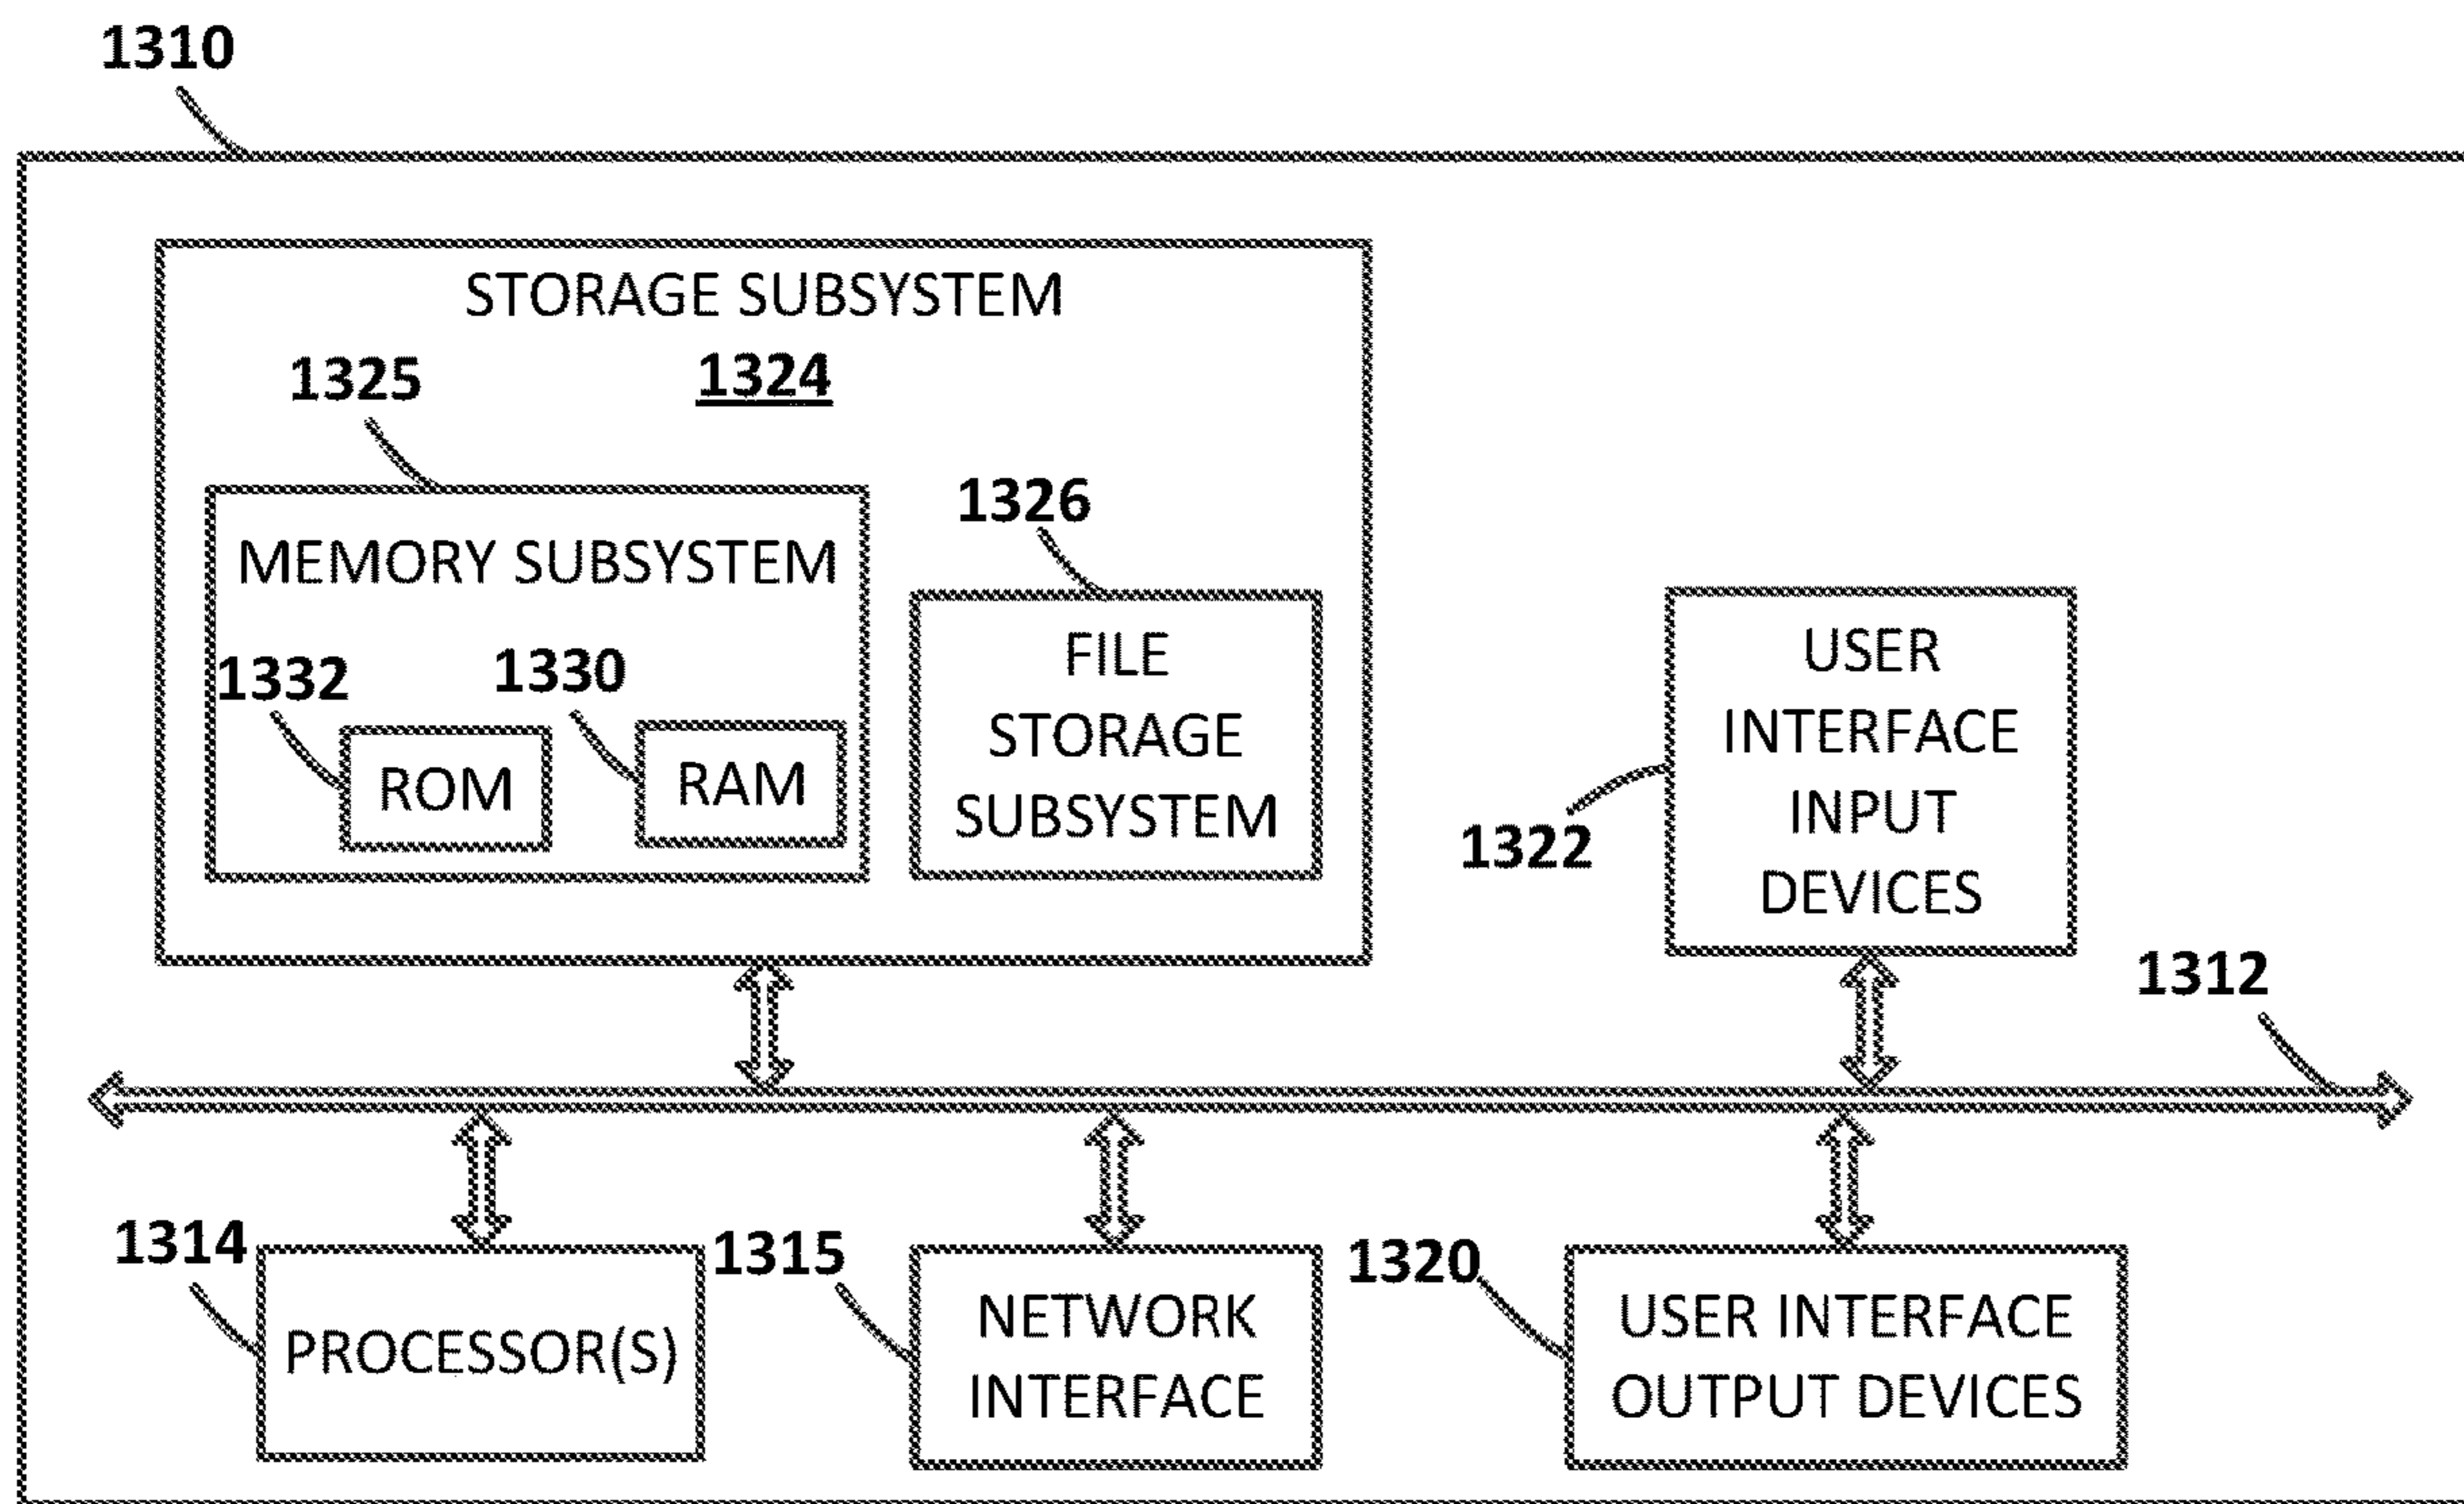 1310
STORAGE SUBSYSTEM
1324
1325
MEMORY SUBSYSTEM
1332
1330
ROM
RAM
1326
FILE
STORAGE
SUBSYSTEM
USER
INTERFACE
INPUT
DEVICES
1322
1312
1314
PROCESSOR(S)
1315
NETWORK
INTERFACE
1320
USER INTERFACE
OUTPUT DEVICES